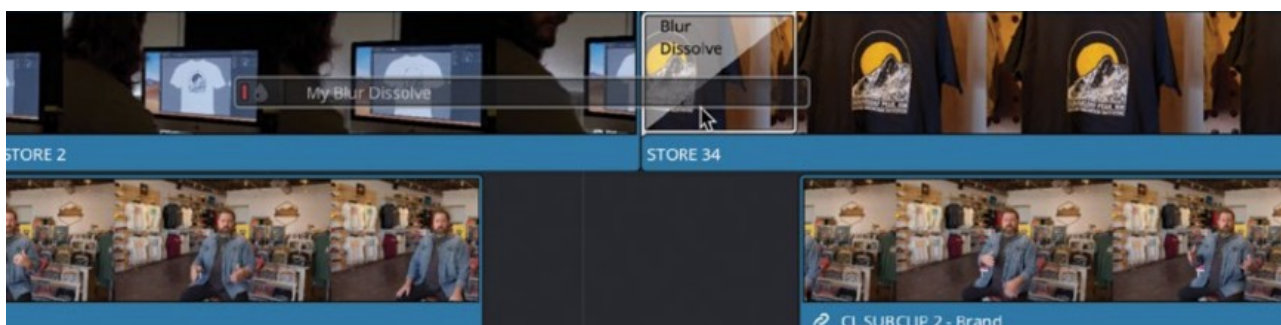 Blur
Dissolve
My Blur Dissolve
STORE 2
STORE 34
CL SUBCLIP 2 - Brand